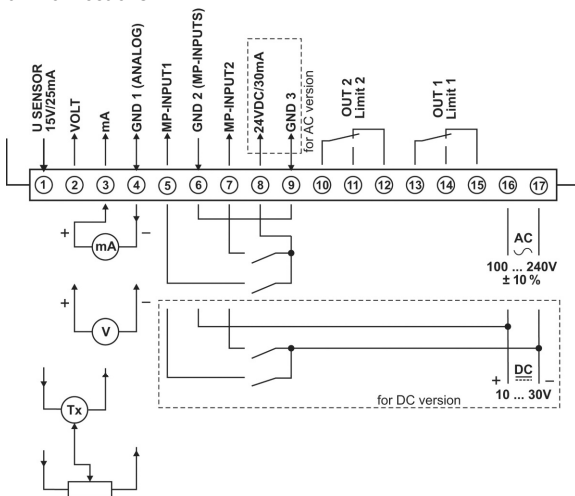 U SENSOR
15V/25mA
VOLT
mA
GND 1 (ANALOG)
MP-INPUT1
GND 2 (MP-INPUTS)
MP-INPUT2
24VDC/30mA
GND 3
for AC version
OUT 2
Limit 2
OUT 1
Limit 1
1 2 3 4 5 6 7 8 9 10 11 12 13 14 15 16 17
+ mA −
AC
100 ... 240V
± 10 %
+ V −
+ DC −
10 ... 30V
for DC version
Tx